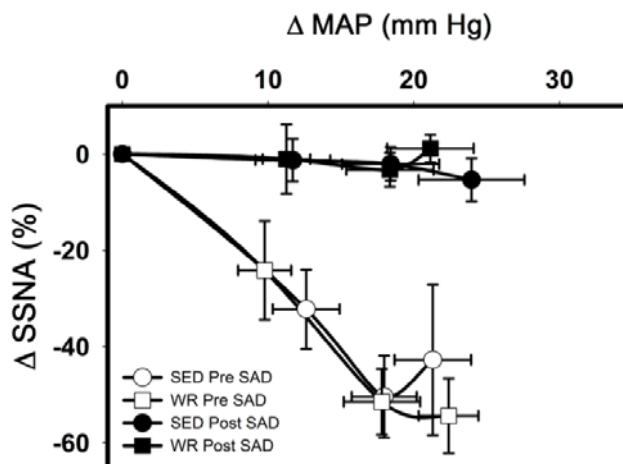 Δ MAP (mm Hg)
0 10 20 30
0
-20
-40
-60
Δ SSNA (%)
SED Pre SAD
WR Pre SAD
SED Post SAD
WR Post SAD